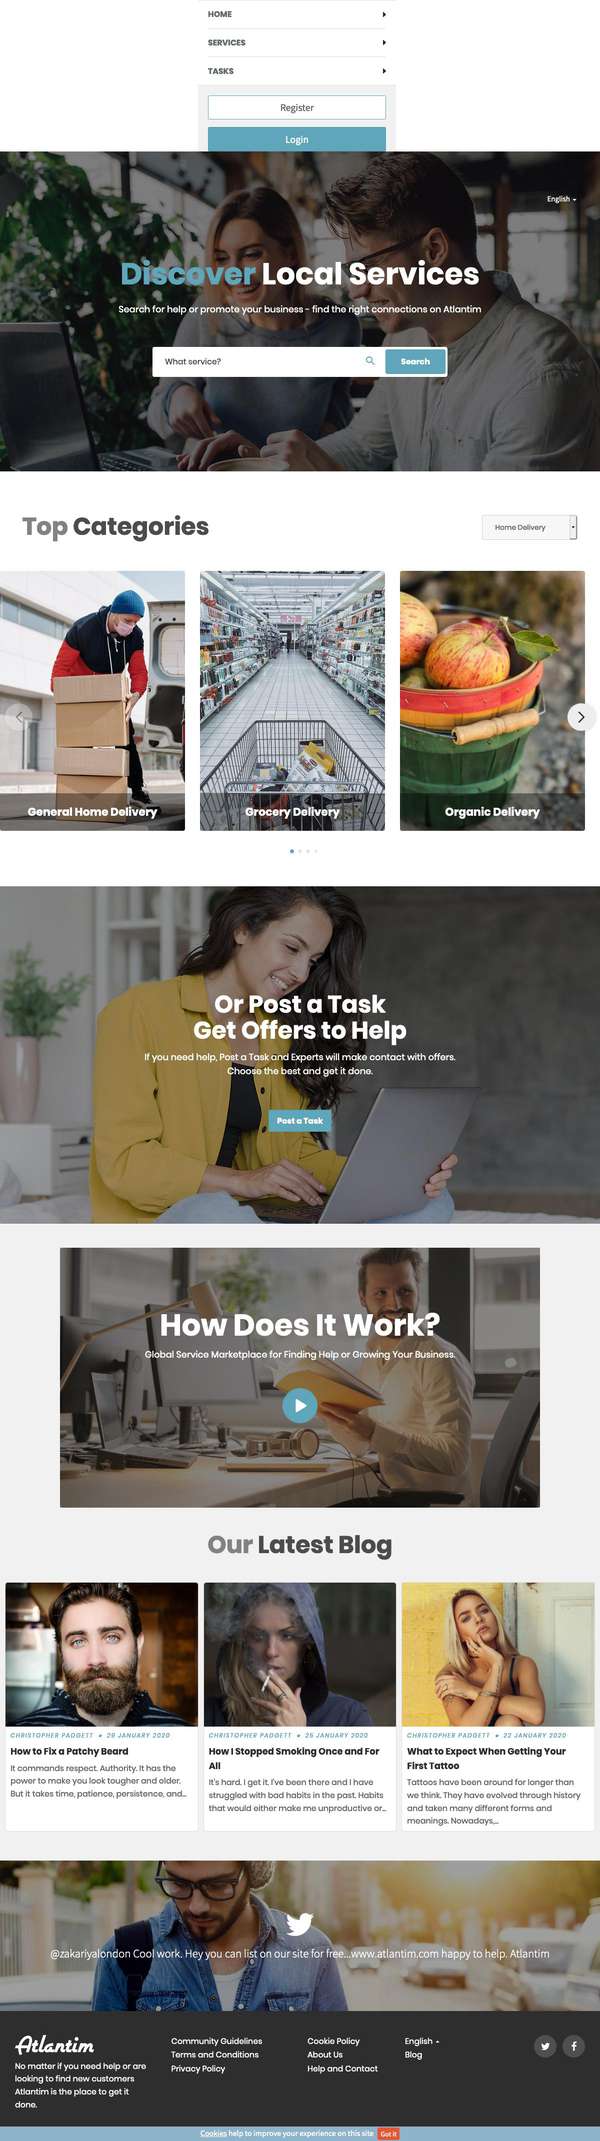 HOME
SERVICES
TASKS
Register
Login
English
Discover Local Services
Search for help or promote your business - find the right connections on Atlantim
What service?
Search
Top Categories
Home Delivery
General Home Delivery
Grocery Delivery
Organic Delivery
Or Post a Task
Get Offers to Help
If you need help, Post a Task and Experts will make contact with offers.
Choose the best and get it done.
Post a Task
How Does It Work?
Global Service Marketplace for Finding Help or Growing Your Business.
Our Latest Blog
CHRISTOPHER PADGETT • 28 JANUARY 2020
How to Fix a Patchy Beard
It commands respect. Authority. It has the
power to make you look tougher and older.
But it takes time, patience, persistence, and...
CHRISTOPHER PADGETT • 25 JANUARY 2020
How I Stopped Smoking Once and For
All
It's hard, I get it. I've been there and I have
struggled with bad habits in the past. Habits
that would either make me unproductive or...
CHRISTOPHER PADGETT • 22 JANUARY 2020
What to Expect When Getting Your
First Tattoo
Tattoos have been around for longer than
we think. They have evolved through history
and taken many different forms and
meanings. Nowadays,...
@zakariyalondon Cool work. Hey you can list on our site for free...www.atlantim.com happy to help. Atlantim
Atlantim
No matter if you need help or are
looking to find new customers
Atlantim is the place to get it
done.
Community Guidelines
Terms and Conditions
Privacy Policy
Cookie Policy
About Us
Help and Contact
English
Blog
Cookies help to improve your experience on this site
Got it